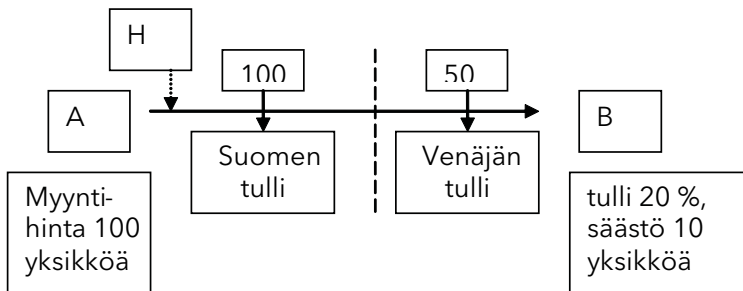 H
100
50
A
B
Suomen
tulli
Venäjän
tulli
Myynti-
hinta 100
yksikköä
tulli 20 %,
säästö 10
yksikköä